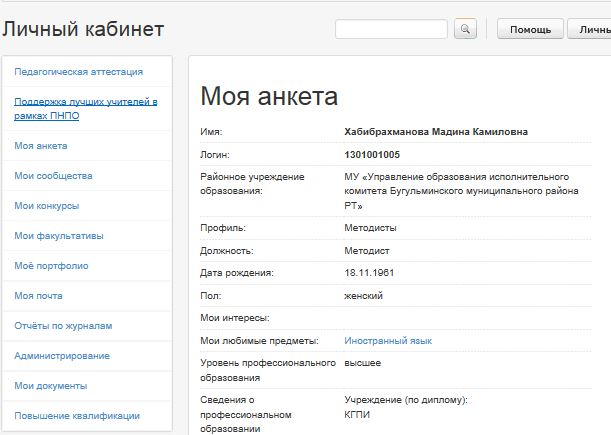 Личный кабинет
Помощь
Личны
Педагогическая аттестация
Поддержка лучших учителей в
рамках ПНПО
Моя анкета
Мои сообщества
Мои конкурсы
Мои факультативы
Моё портфолио
Моя почта
Отчёты по журналам
Администрирование
Мои документы
Повышение квалификации
Моя анкета
Имя: Хабибрахманова Мадина Камиловна
Логин: 1301001005
Районное учреждение МУ «Управление образования исполнительного
образования: комитета Бугульминского муниципального района
РТ»
Профиль: Методисты
Должность: Методист
Дата рождения: 18.11.1961
Пол: женский
Мои интересы:
Мои любимые предметы: Иностранный язык
Уровень профессионального высшее
образования
Сведения о Учреждение (по диплому):
профессиональном КГПИ
образовании